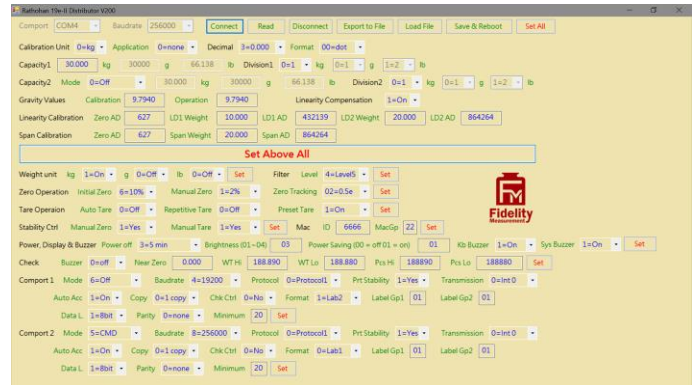 Rathohan 19e-II Distributor V200
Comport COM4 Baudrate 256000 Connect Read Disconnect Export to File Load File Save & Reboot Set All
Calibration Unit 0=kg Application 0=none Decimal 3=0.000 Format 00=dot
Capacity1 30.000 kg 30000 g 66.138 lb Division1 0=1 kg 0=1 g 1=2 lb
Capacity2 Mode 0=Off 30.000 kg 30000 g 66.138 lb Division2 0=1 kg 0=1 g 1=2 lb
Gravity Values Calibration 9.7940 Operation 9.7940 Linearity Compensation 1=On
Linearity Calibration Zero AD 627 LD1 Weight 10.000 LD1 AD 432139 LD2 Weight 20.000 LD2 AD 864264
Span Calibration Zero AD 627 Span Weight 20.000 Span AD 864264
Set Above All
Weight unit kg 1=On g 0=Off lb 0=Off Set Filter Level 4=Level5 Set
Zero Operation Initial Zero 6=10% Manual Zero 1=2% Zero Tracking 02=0.5e Set
Tare Operaion Auto Tare 0=Off Repetitive Tare 0=Off Preset Tare 1=On Set
Stability Ctrl Manual Zero 1=Yes Manual Tare 1=Yes Set Mac ID 6666 MacGp 22 Set
FM
Fidelity
Measurement
Power, Display & Buzzer Power off 3=5 min Brightness (01~04) 03 Power Saving (00 = off 01 = on) 01 Kb Buzzer 1=On Sys Buzzer 1=On Set
Check Buzzer 0=off Near Zero 0.000 WT Hi 188.890 WT Lo 188.880 Pcs Hi 188890 Pcs Lo 188880 Set
Comport 1 Mode 6=Off Baudrate 4=19200 Protocol 0=Protocol1 Prt Stability 1=Yes Transmission 0=Int 0
Auto Acc 1=On Copy 0=1 copy Chk Ctrl 0=No Format 1=Lab2 Label Gp1 01 Label Gp2 01
Data L 1=8bit Parity 0=none Minimum 20 Set
Comport 2 Mode 5=CMD Baudrate 8=256000 Protocol 0=Protocol1 Prt Stability 1=Yes Transmission 0=Int 0
Auto Acc 1=On Copy 0=1 copy Chk Ctrl 0=No Format 0=Lab1 Label Gp1 01 Label Gp2 01
Data L 1=8bit Parity 0=none Minimum 20 Set